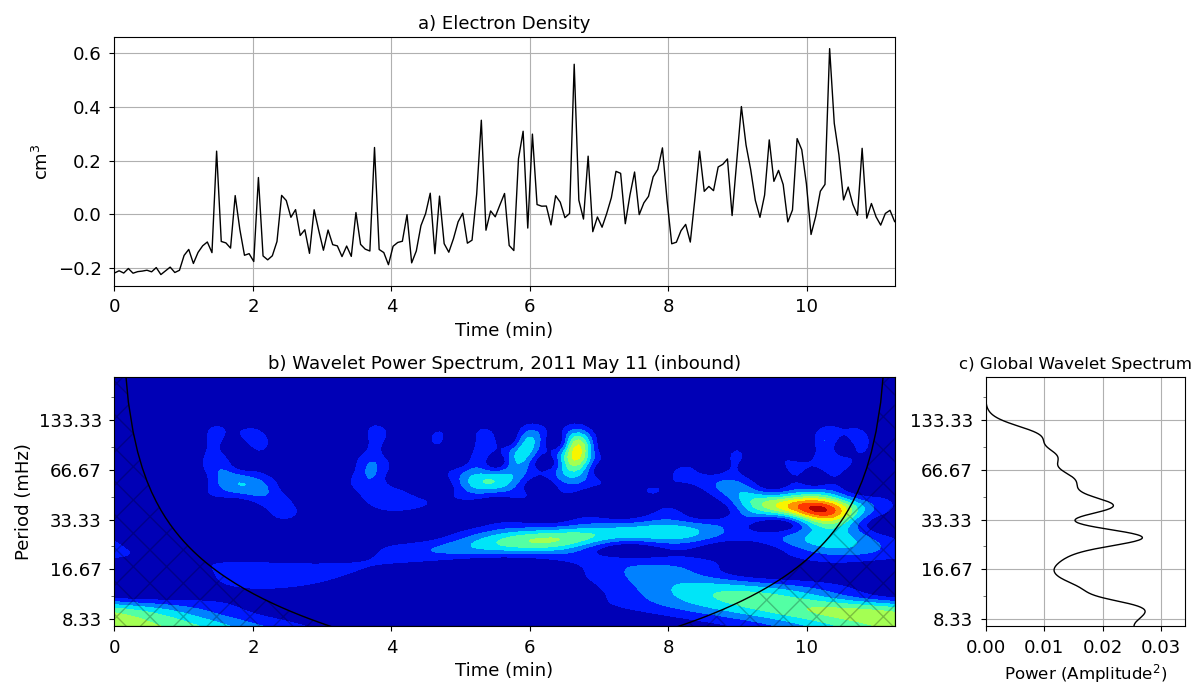 a) Electron Density
0.6
0.4
0.2
0.0
−0.2
cm³
0 2 4 6 8 10
Time (min)
b) Wavelet Power Spectrum, 2011 May 11 (inbound)
133.33
66.67
33.33
16.67
8.33
Period (mHz)
0 2 4 6 8 10
Time (min)
c) Global Wavelet Spectrum
133.33
66.67
33.33
16.67
8.33
0.00 0.01 0.02 0.03
Power (Amplitude²)